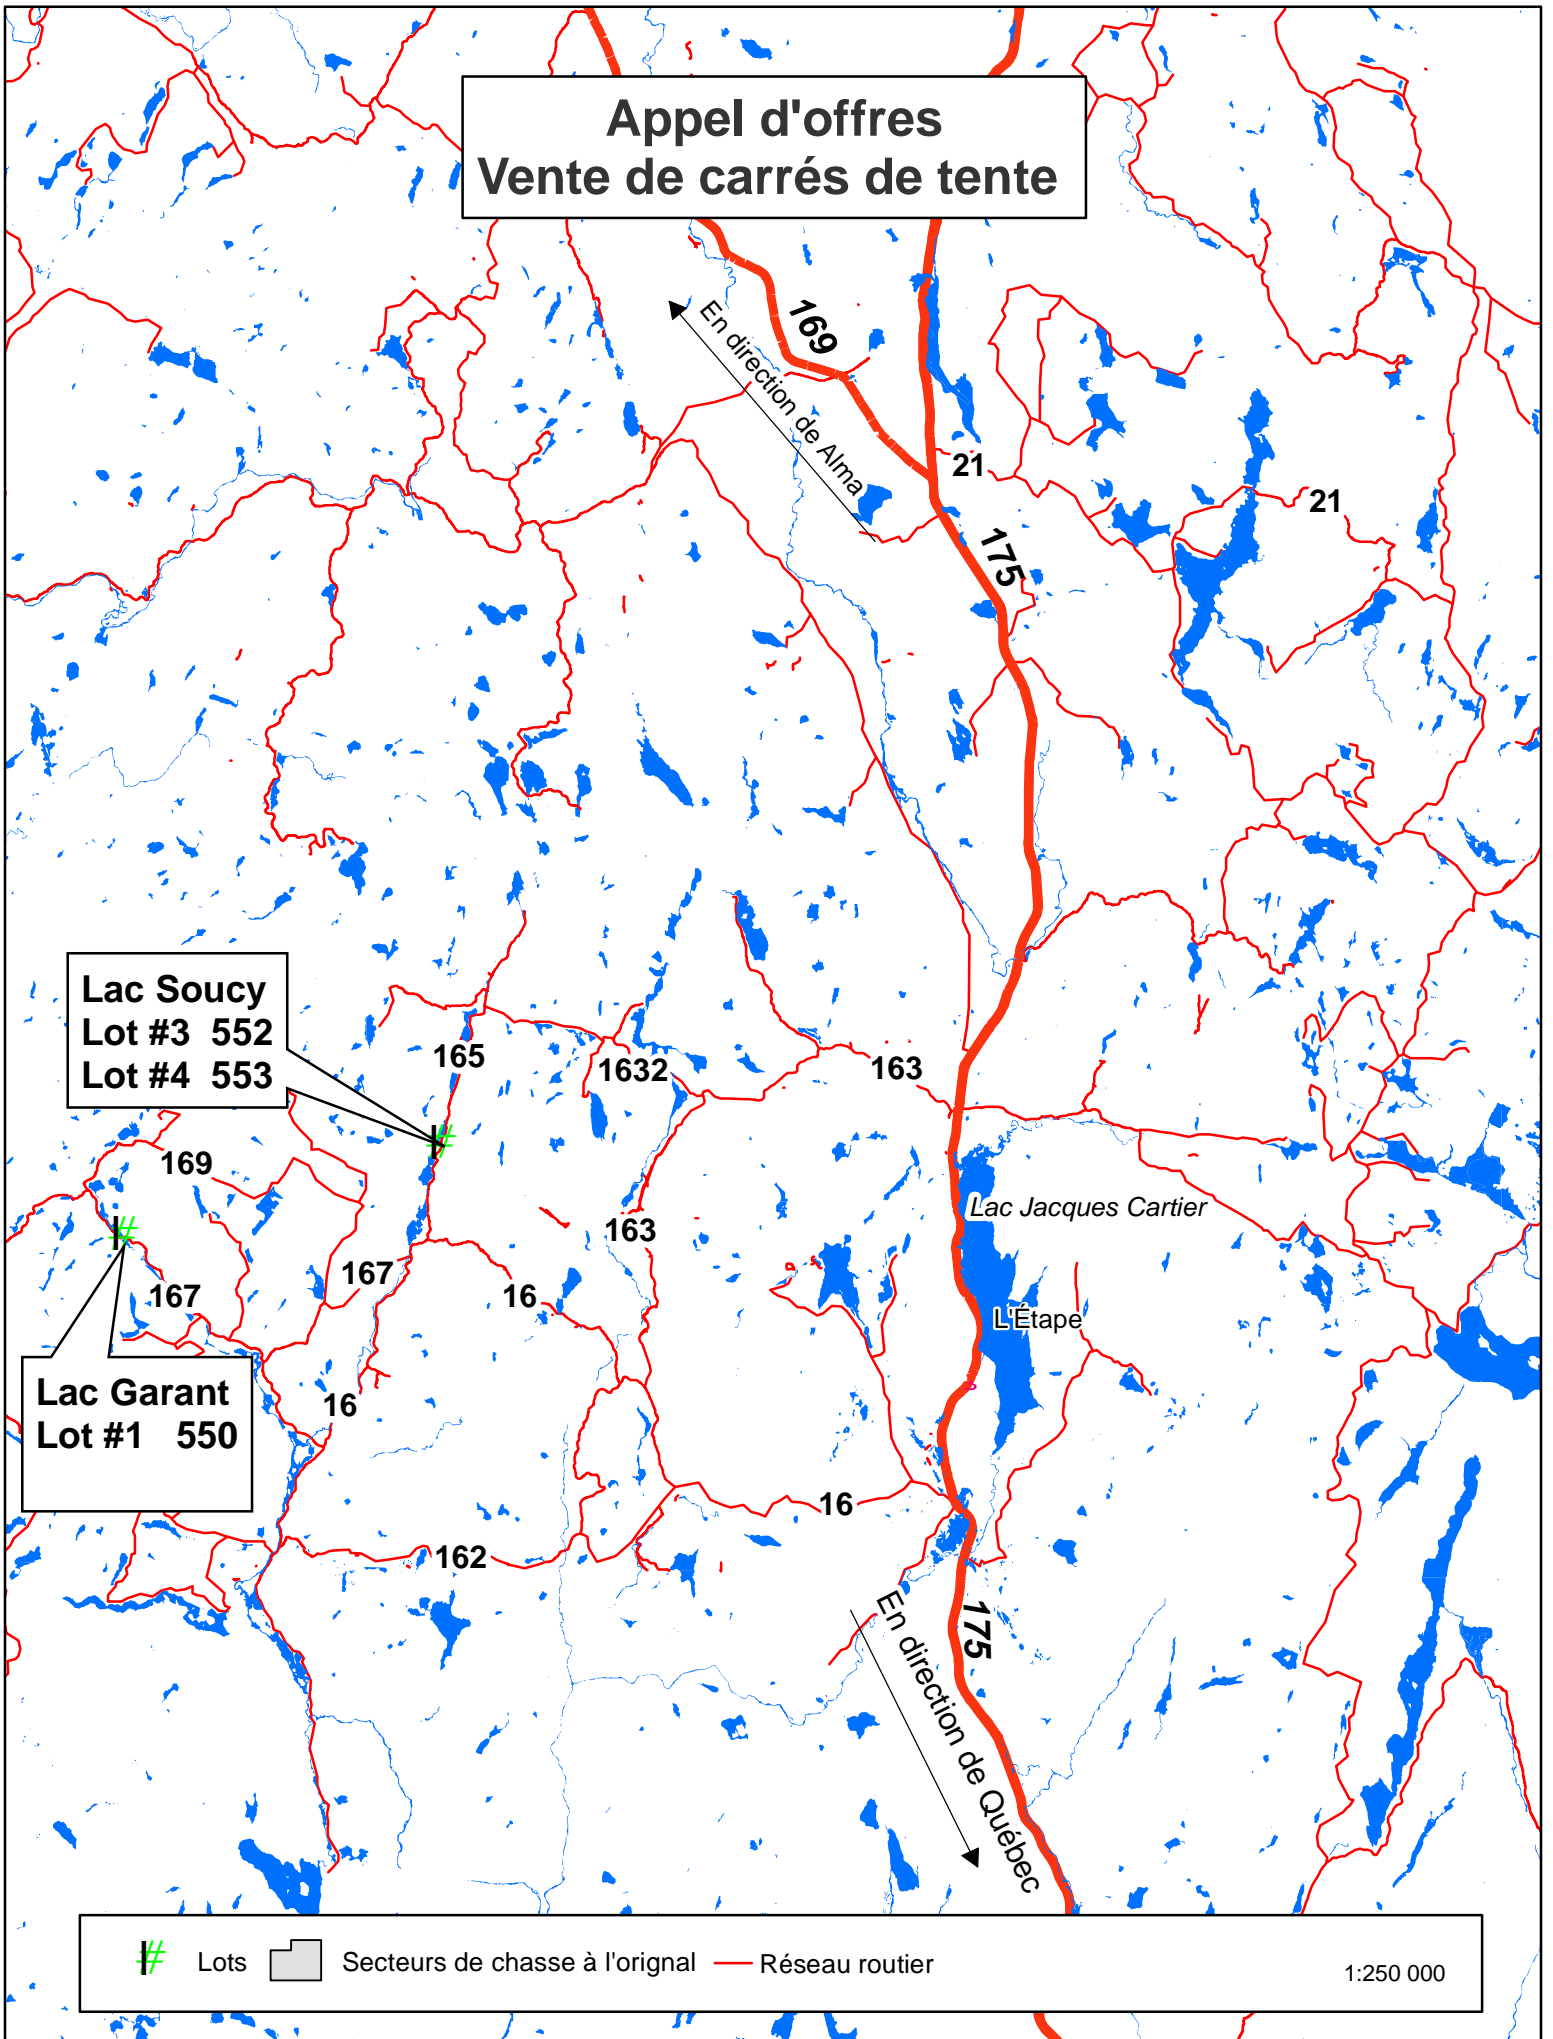 Appel d'offres
Vente de carrés de tente
169
En direction de Alma
21
21
175
Lac Soucy
Lot #3 552
Lot #4 553
165
1632
163
169
Lac Jacques Cartier
163
167
167
16
L'Étape
Lac Garant
Lot #1 550
16
16
162
175
En direction de Québec
Lots
Secteurs de chasse à l'orignal
Réseau routier
1:250 000